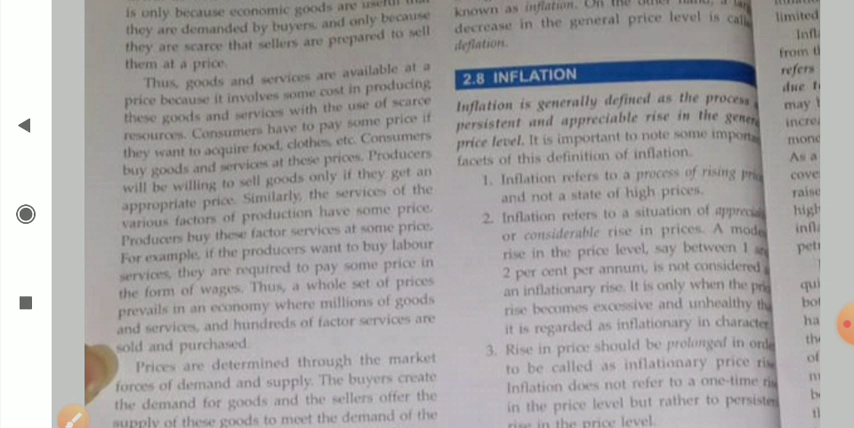 is only because economic goods are useful
they are demanded by buyers, and only because
they are scarce that sellers are prepared to sell
them at a price.
Thus, goods and services are available at a
price because it involves some cost in producing
these goods and services with the use of scarce
resources. Consumers have to pay some price if
they want to acquire food, clothes, etc. Consumers
buy goods and services at these prices. Producers
will be willing to sell goods only if they get an
appropriate price. Similarly, the services of the
various factors of production have some price.
Producers buy these factor services at some price.
For example, if the producers want to buy labour
services, they are required to pay some price in
the form of wages. Thus, a whole set of prices
prevails in an economy where millions of goods
and services, and hundreds of factor services are
sold and purchased.
Prices are determined through the market
forces of demand and supply. The buyers create
the demand for goods and the sellers offer the
supply of these goods to meet the demand of the
known as inflation. On the other hand, a
decrease in the general price level is
deflation.
2.8 INFLATION
Inflation is generally defined as the process
persistent and appreciable rise in the
price level. It is important to note some
facets of this definition of inflation.
1. Inflation refers to a process of rising
and not a state of high prices.
2. Inflation refers to a situation of
or considerable rise in prices. A
rise in the price level, say between 1
2 per cent per annum, is not considered
an inflationary rise. It is only when the
rise becomes excessive and unhealthy
it is regarded as inflationary in character
3. Rise in price should be prolonged in
to be called as inflationary price
Inflation does not refer to a one-time
in the price level but rather to
rise in the price level
limited
from
refers
due
may
As a
of